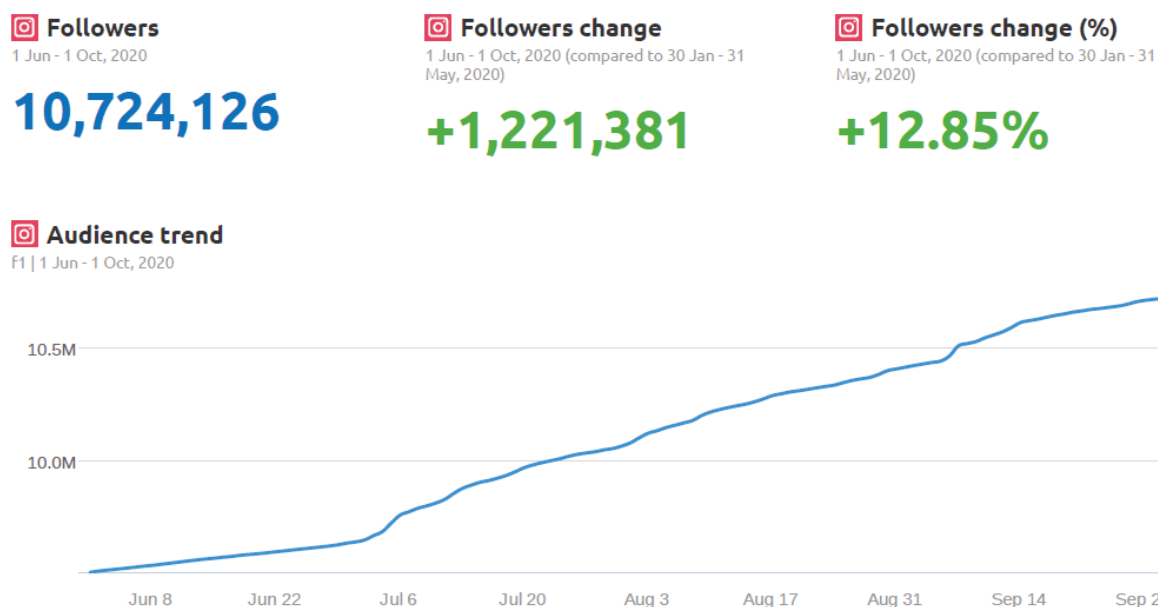 Followers
1 Jun - 1 Oct, 2020
10,724,126
Followers change
1 Jun - 1 Oct, 2020 (compared to 30 Jan - 31
May, 2020)
+1,221,381
Followers change (%)
1 Jun - 1 Oct, 2020 (compared to 30 Jan - 31
May, 2020)
+12.85%
Audience trend
f1 | 1 Jun - 1 Oct, 2020
10.5M
10.0M
Jun 8 Jun 22 Jul 6 Jul 20 Aug 3 Aug 17 Aug 31 Sep 14 Sep 2